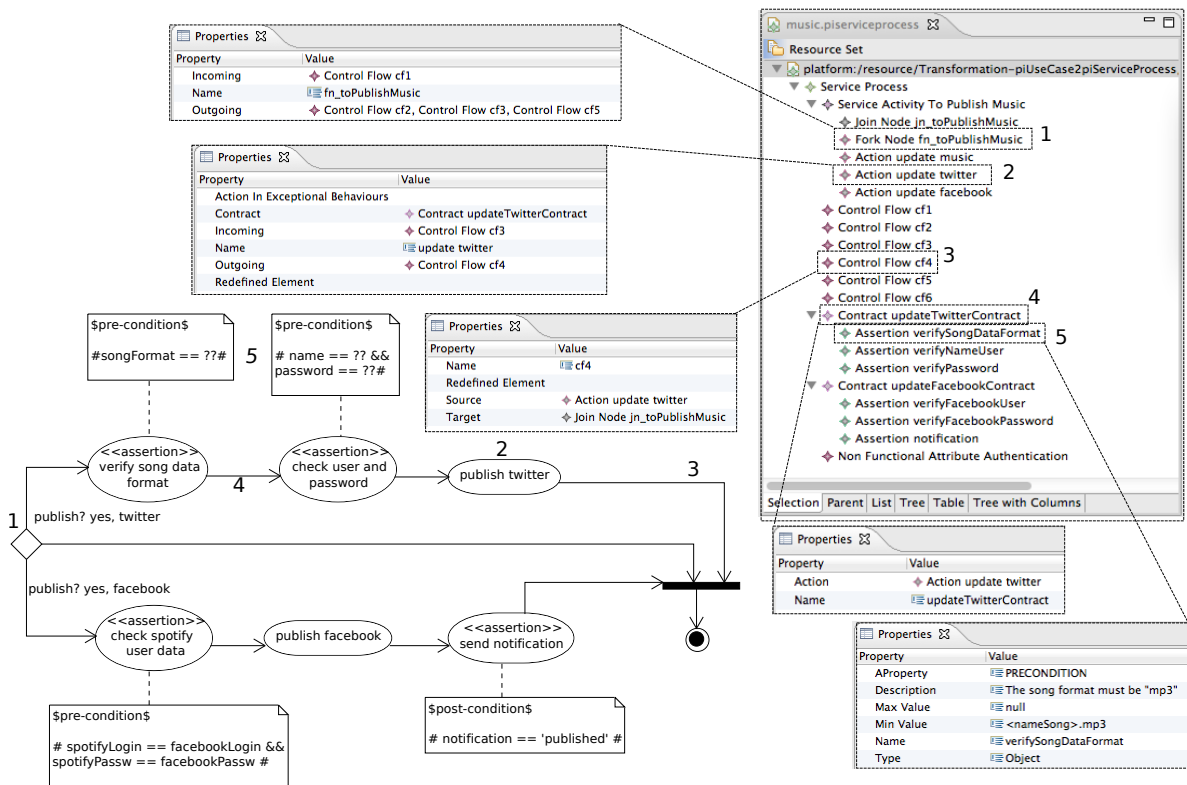 Properties
Property Value
Incoming Control Flow cf1
Name fn_toPublishMusic
Outgoing Control Flow cf2, Control Flow cf3, Control Flow cf5
Properties
Property Value
Action In Exceptional Behaviours
Contract Contract updateTwitterContract
Incoming Control Flow cf3
Name update twitter
Outgoing Control Flow cf4
Redefined Element
music.piserviceprocess
Resource Set
platform:/resource/Transformation-piUseCase2piServiceProcess
Service Process
Service Activity To Publish Music
Join Node jn_toPublishMusic
Fork Node fn_toPublishMusic 1
Action update music
Action update twitter 2
Action update facebook
Control Flow cf1
Control Flow cf2
Control Flow cf3
Control Flow cf4 3
Control Flow cf5
Control Flow cf6
4
Contract updateTwitterContract
Assertion verifySongDataFormat 5
Assertion verifyNameUser
Assertion verifyPassword
Contract updateFacebookContract
Assertion verifyFacebookUser
Assertion verifyFacebookPassword
Assertion notification
Non Functional Attribute Authentication
Selection Parent List Tree Table Tree with Columns
Properties
Property Value
Name cf4
Redefined Element
Source Action update twitter
Target Join Node jn_toPublishMusic
$pre-condition$
#songFormat == ??#
5
$pre-condition$
# name == ?? &&
password == ??#
<<assertion>>
verify song data
format
4
<<assertion>>
check user and
password
2
publish twitter
3
1
publish? yes, twitter
publish? yes, facebook
<<assertion>>
check spotify
user data
publish facebook
<<assertion>>
send notification
$pre-condition$
# spotifyLogin == facebookLogin &&
spotifyPassw == facebookPassw #
$post-condition$
# notification == 'published' #
Properties
Property Value
Action Action update twitter
Name updateTwitterContract
Properties
Property Value
AProperty PRECONDITION
Description The song format must be "mp3"
Max Value null
Min Value <nameSong>.mp3
Name verifySongDataFormat
Type Object